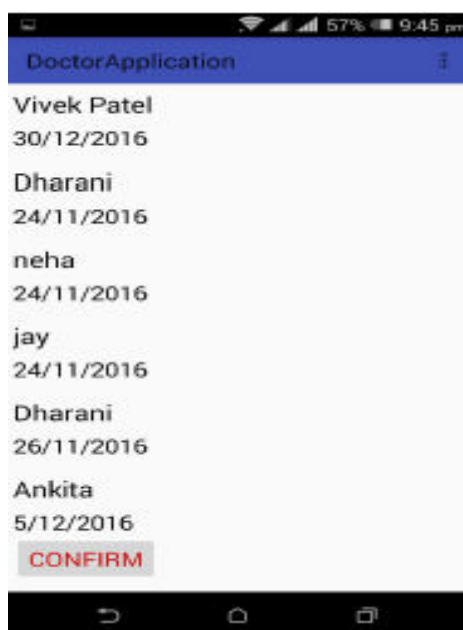 57% 9:45 pm
DoctorApplication
Vivek Patel
30/12/2016
Dharani
24/11/2016
neha
24/11/2016
jay
24/11/2016
Dharani
26/11/2016
Ankita
5/12/2016
CONFIRM